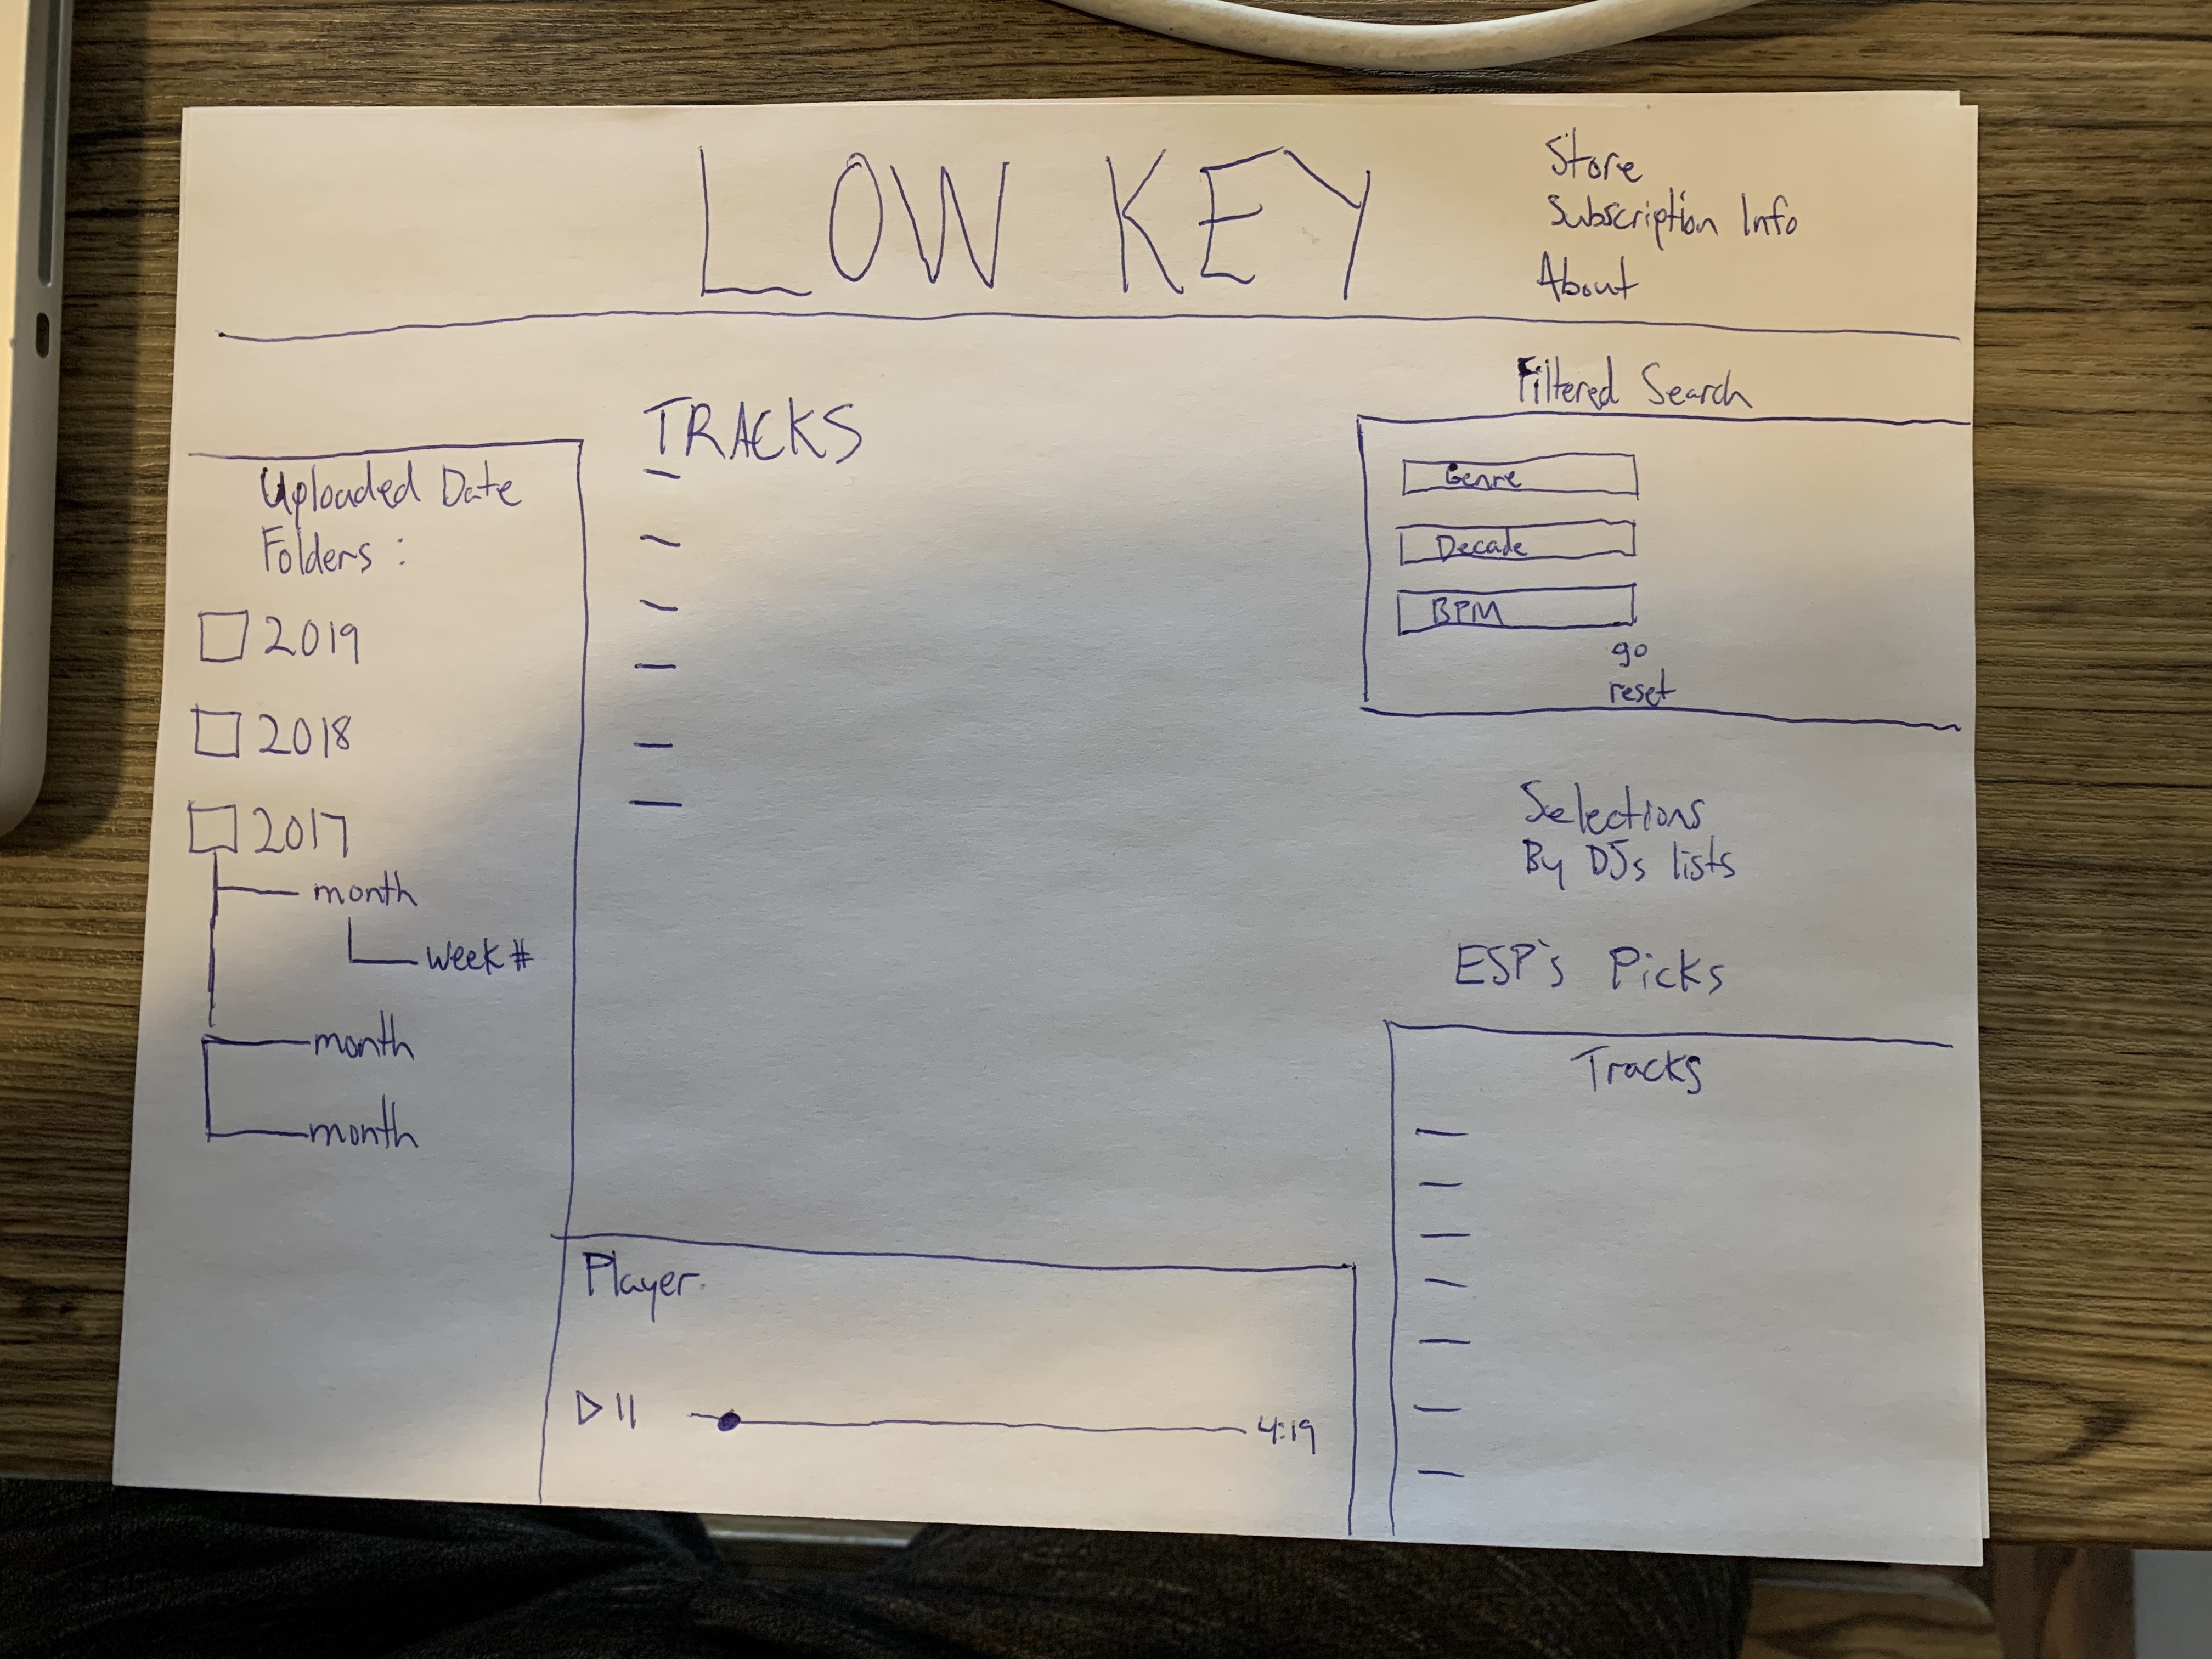 LOW KEY
Store
Subscription Info
About
Uploaded Date
Folders :
2019
2018
2017
month
week #
month
month
TRACKS
Player.
4:19
Filtered Search
Genre
Decade
BPM
go
reset
Selections
By DJs lists
ESP's Picks
Tracks